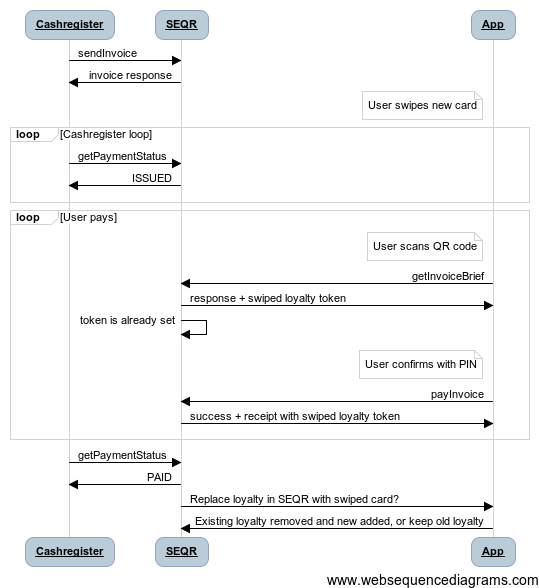 Cashregister SEQR App
sendInvoice
invoice response
User swipes new card
loop [Cashregister loop]
getPaymentStatus
ISSUED
loop [User pays]
User scans QR code
getInvoiceBrief
response + swiped loyalty token
token is already set
User confirms with PIN
payInvoice
success + receipt with swiped loyalty token
getPaymentStatus
PAID
Replace loyalty in SEQR with swiped card?
Existing loyalty removed and new added, or keep old loyalty
Cashregister SEQR App
www.websequencediagrams.com